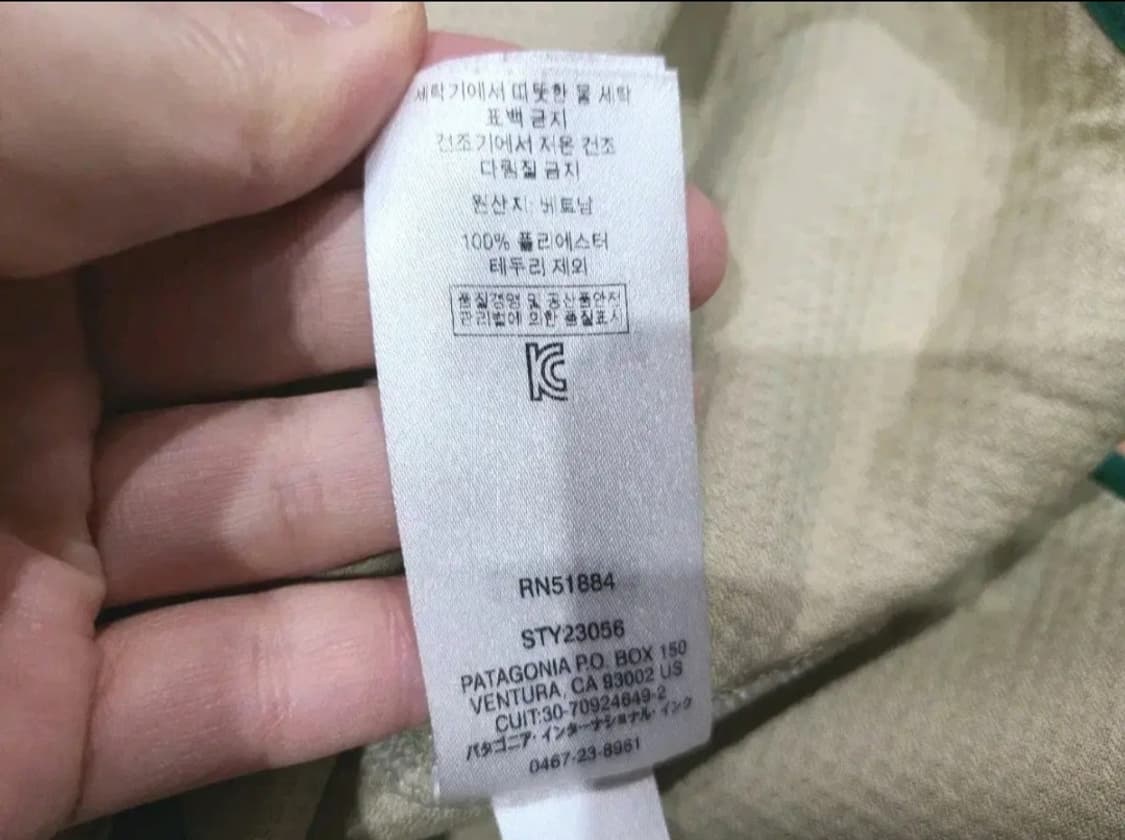 세탁기에서 따뜻한 물 세탁
표백 금지
건조기에서 저온 건조
다림질 금지
원산지: 베트남
100% 폴리에스터
테두리 제외
품질경영 및 공산품안전
관리법에 의한 품질표시
KC
RN51884
STY23056
PATAGONIA P.O. BOX 150
VENTURA, CA 93002 US
CUIT:30-70924649-2
パタゴニア・インターナショナル・インク
0467-23-8961